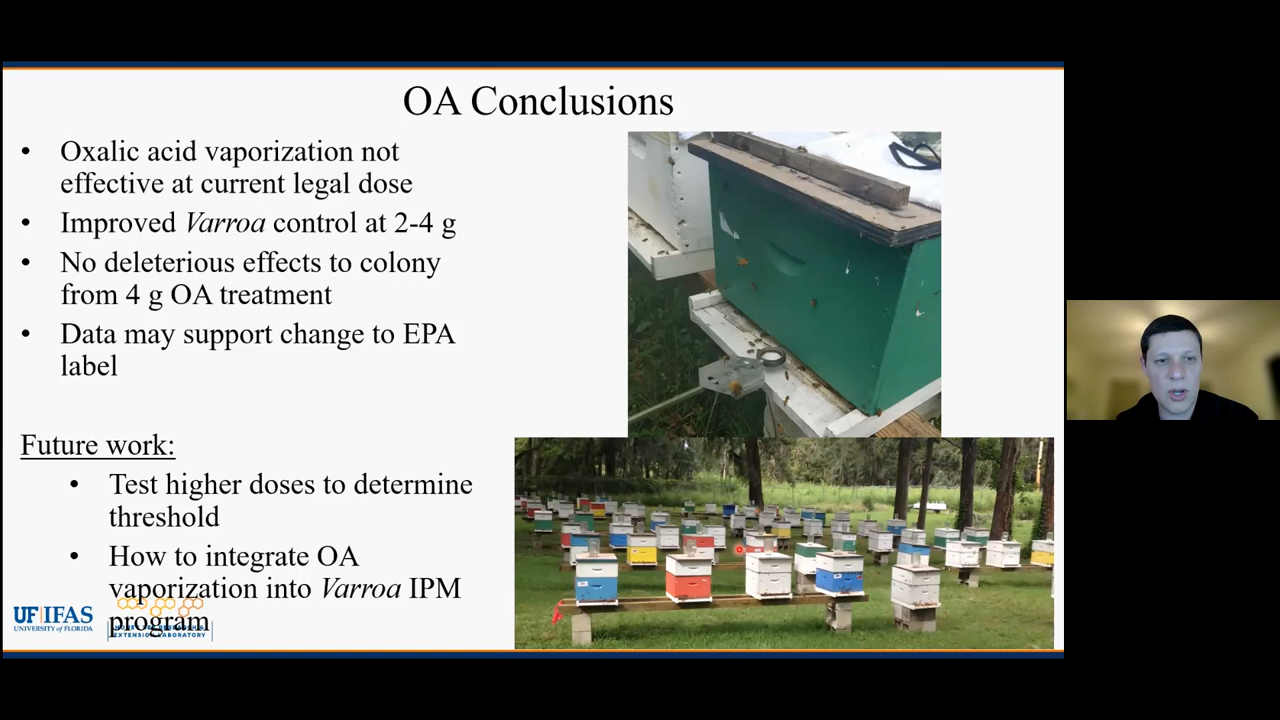 OA Conclusions
• Oxalic acid vaporization not
effective at current legal dose
• Improved Varroa control at 2-4 g
• No deleterious effects to colony
from 4 g OA treatment
• Data may support change to EPA
label
Future work:
• Test higher doses to determine
threshold
• How to integrate OA
vaporization into Varroa IPM
program
UF|IFAS
UNIVERSITY of FLORIDA
EXTENSION LABORATORY